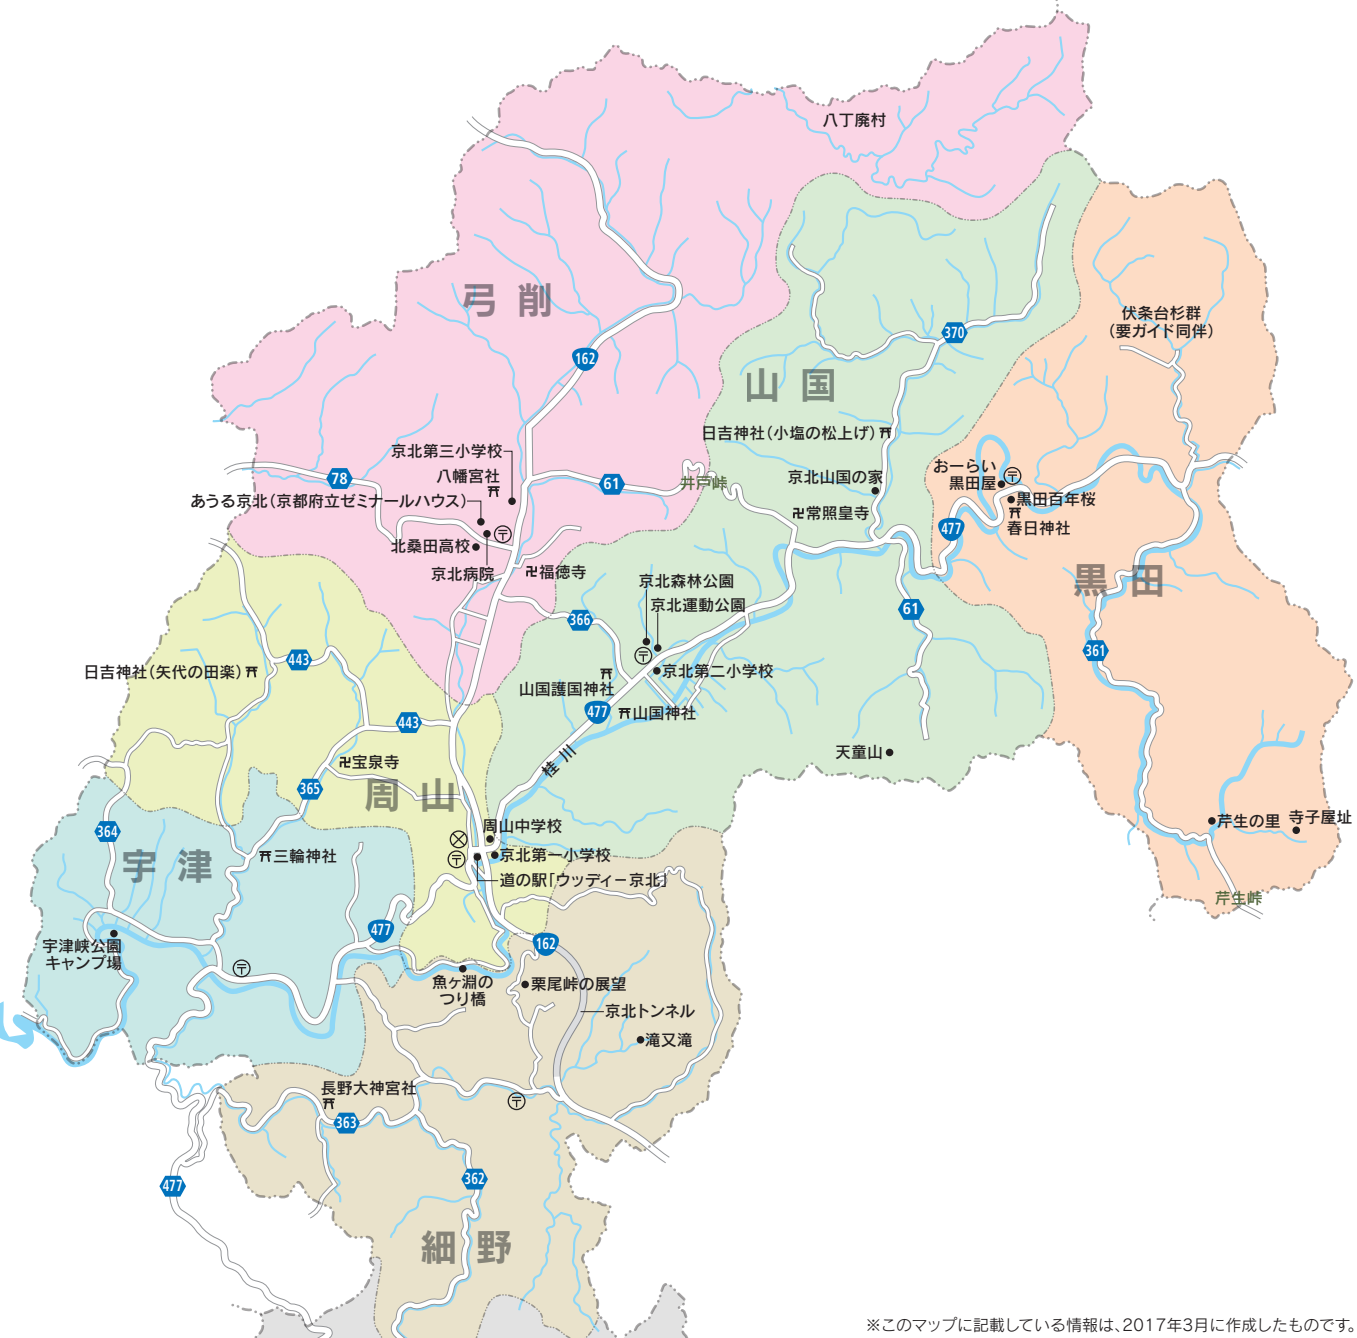 八丁廃村
弓削
162
伏条台杉群
(要ガイド同伴)
370
山国
日吉神社(小塩の松上げ)
京北第三小学校
八幡宮社
78
61
井戸峠
京北山国の家
おーらい
黒田屋
黒田百年桜
春日神社
あうる京北(京都府立ゼミナールハウス)
常照皇寺
477
北桑田高校
京北病院
卍福徳寺
京北森林公園
京北運動公園
黒田
366
61
361
443
日吉神社(矢代の田楽)
京北第二小学校
山国護国神社
477
山国神社
443
天童山
桂川
卍宝泉寺
365
周山
364
周山中学校
芹生の里
寺子屋址
宇津
三輪神社
京北第一小学校
道の駅「ウッディー京北」
芹生峠
477
162
宇津峡公園
キャンプ場
魚ヶ淵の
つり橋
栗尾峠の展望
京北トンネル
滝又滝
長野大神宮社
363
362
477
細野
※このマップに記載している情報は、2017年3月に作成したものです。